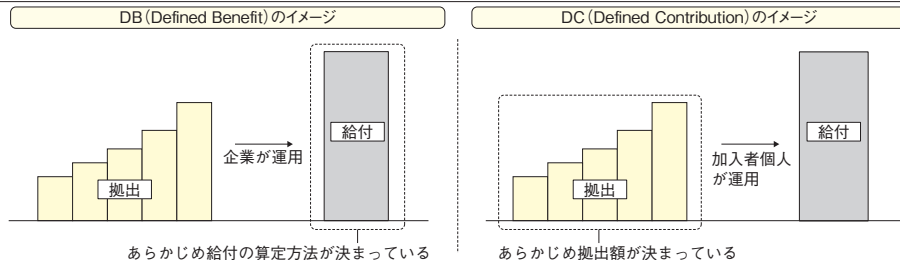 DB（Defined Benefit）のイメージ
給付
企業が運用
拠出
あらかじめ給付の算定方法が決まっている
DC（Defined Contribution）のイメージ
給付
加入者個人
が運用
拠出
あらかじめ拠出額が決まっている